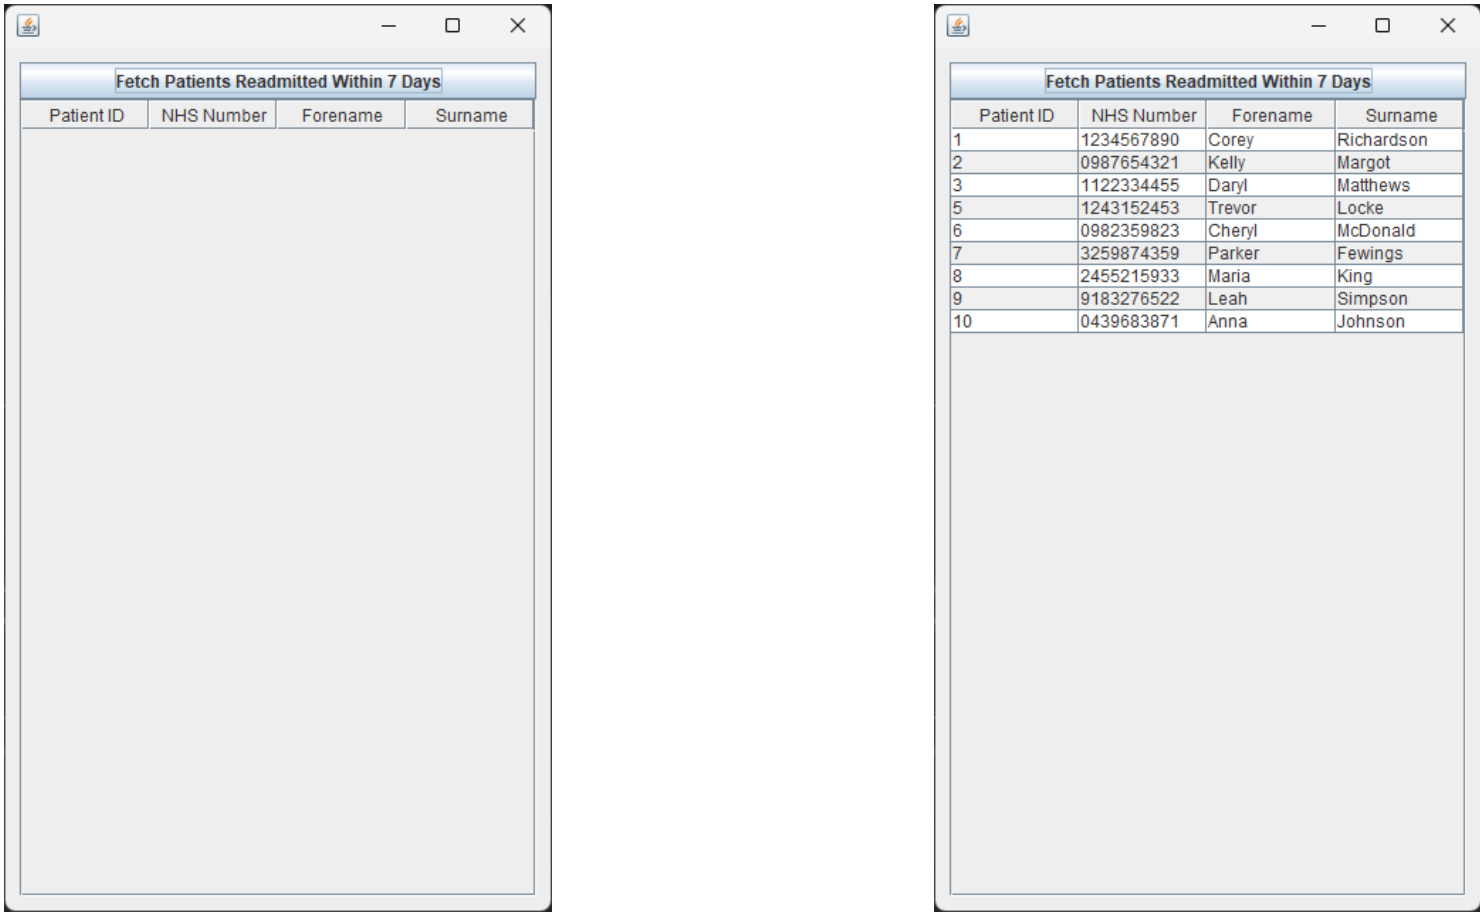 Fetch Patients Readmitted Within 7 Days
Patient ID NHS Number Forename Surname
Fetch Patients Readmitted Within 7 Days
Patient ID NHS Number Forename Surname
1 1234567890 Corey Richardson
2 0987654321 Kelly Margot
3 1122334455 Daryl Matthews
5 1243152453 Trevor Locke
6 0982359823 Cheryl McDonald
7 3259874359 Parker Fewings
8 2455215933 Maria King
9 9183276522 Leah Simpson
10 0439683871 Anna Johnson